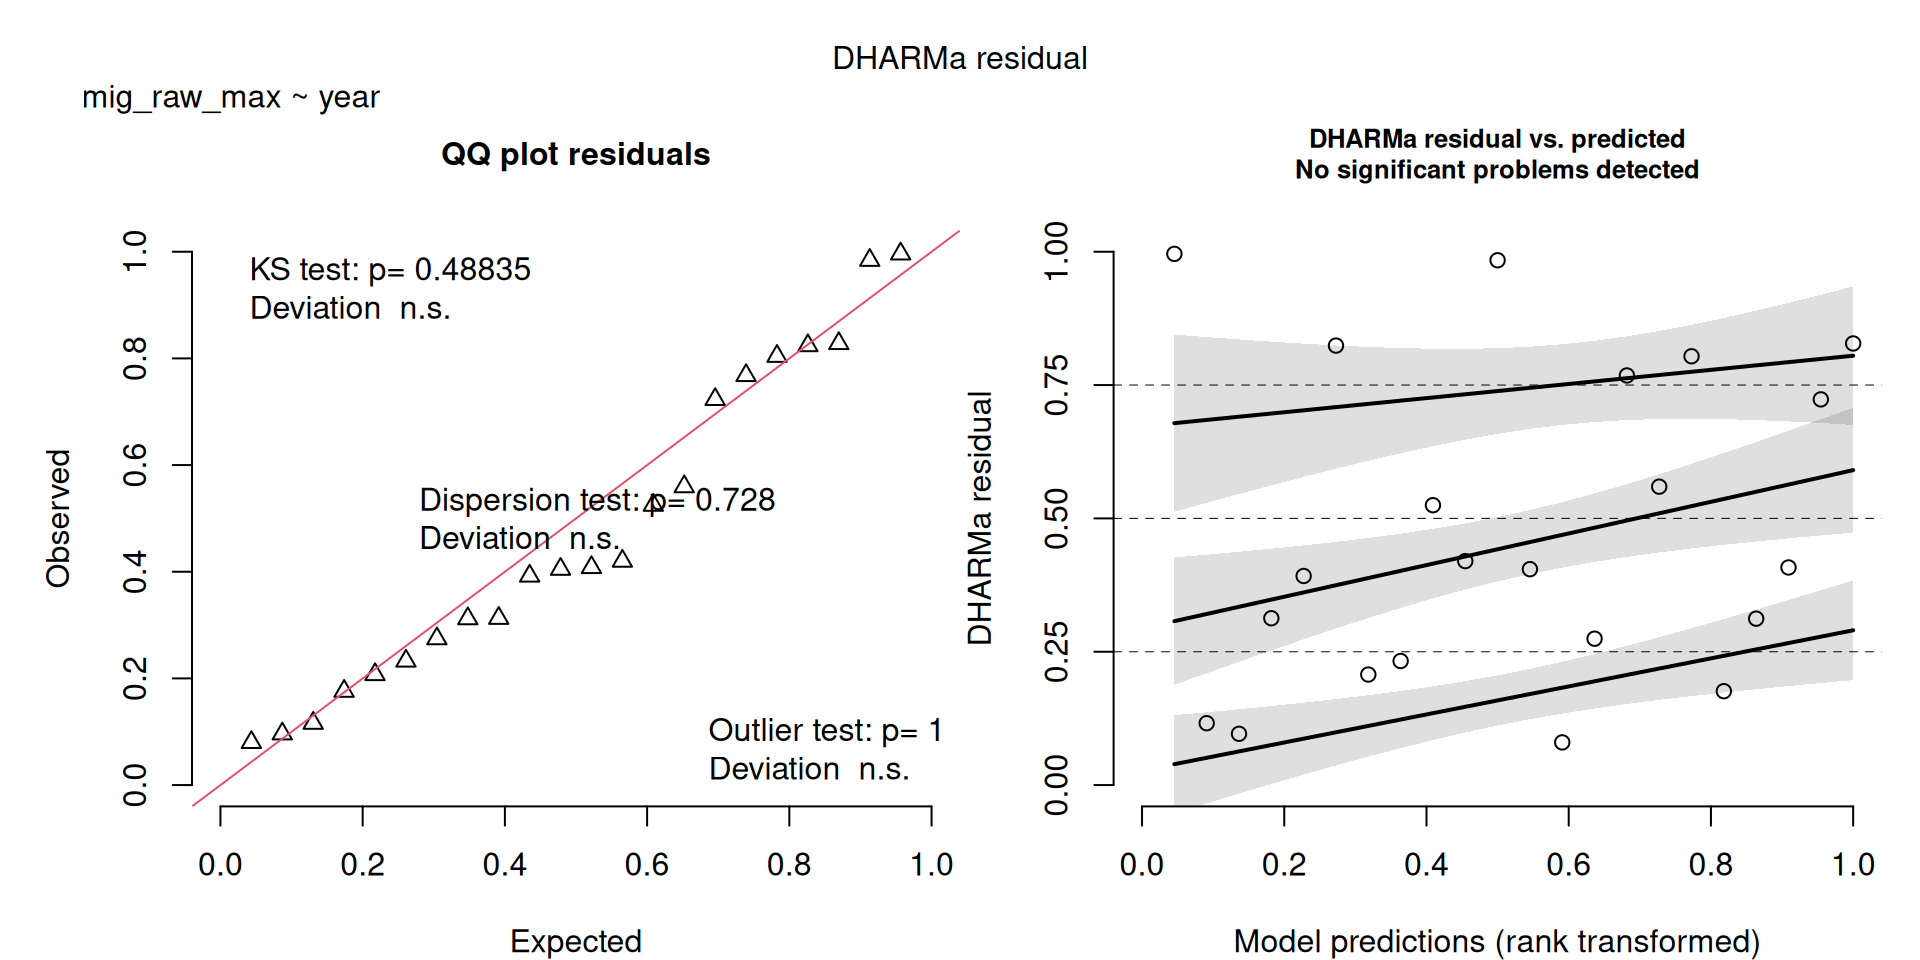 DHARMa residual
mig_raw_max ~ year
QQ plot residuals
KS test: p= 0.48835
Deviation n.s.
Dispersion test: p= 0.728
Deviation n.s.
Outlier test: p= 1
Deviation n.s.
Observed
0.0
0.2
0.4
0.6
0.8
1.0
0.0 0.2 0.4 0.6 0.8 1.0
Expected
DHARMa residual vs. predicted
No significant problems detected
DHARMa residual
0.00
0.25
0.50
0.75
1.00
0.0 0.2 0.4 0.6 0.8 1.0
Model predictions (rank transformed)